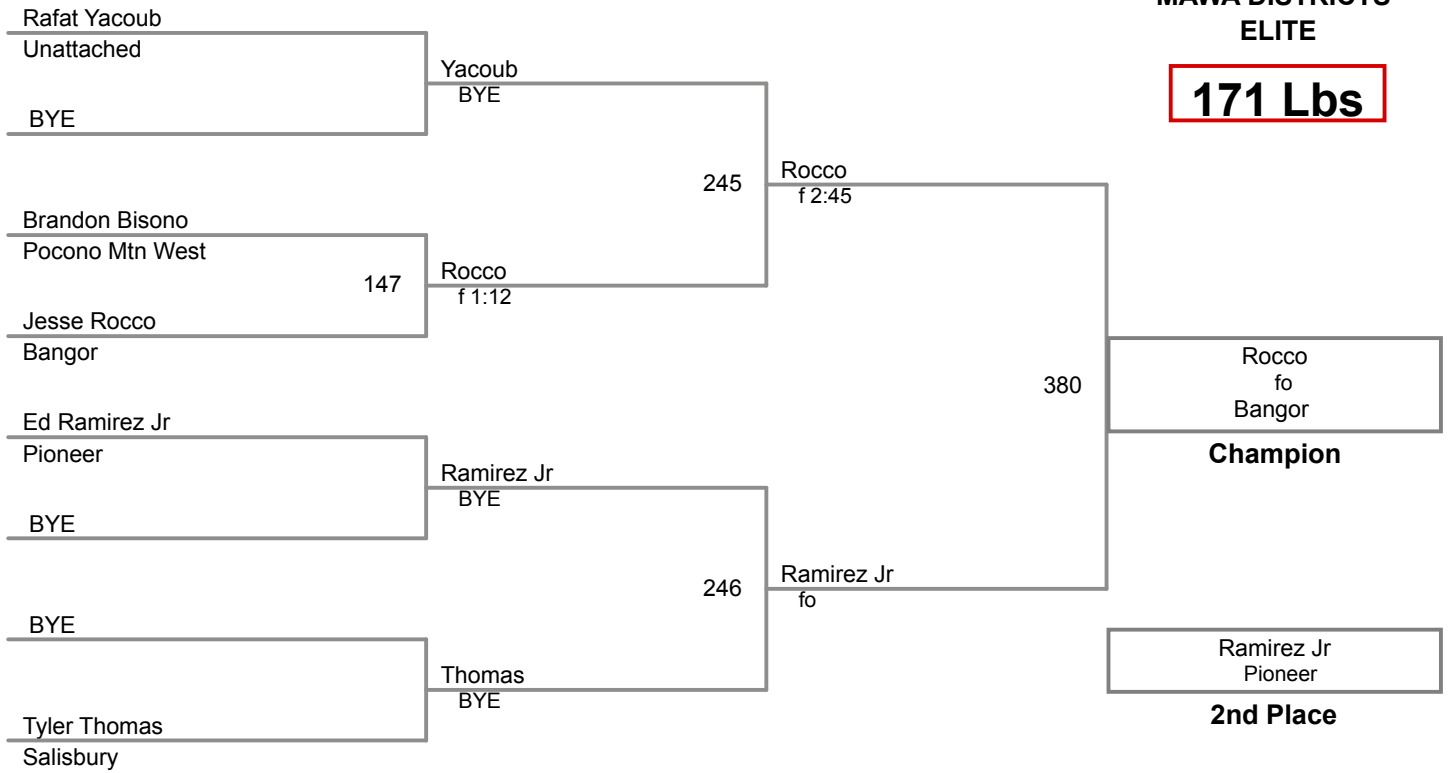 MAWA DISTRICTS
ELITE
171 Lbs
Rafat Yacoub
Unattached
BYE
Yacoub
BYE
Brandon Bisono
Pocono Mtn West
147
Jesse Rocco
Bangor
Rocco
f 1:12
245
Rocco
f 2:45
Ed Ramirez Jr
Pioneer
BYE
Ramirez Jr
BYE
BYE
Tyler Thomas
Salisbury
Thomas
BYE
246
Ramirez Jr
fo
380
Rocco
fo
Bangor
Champion
Ramirez Jr
Pioneer
2nd Place